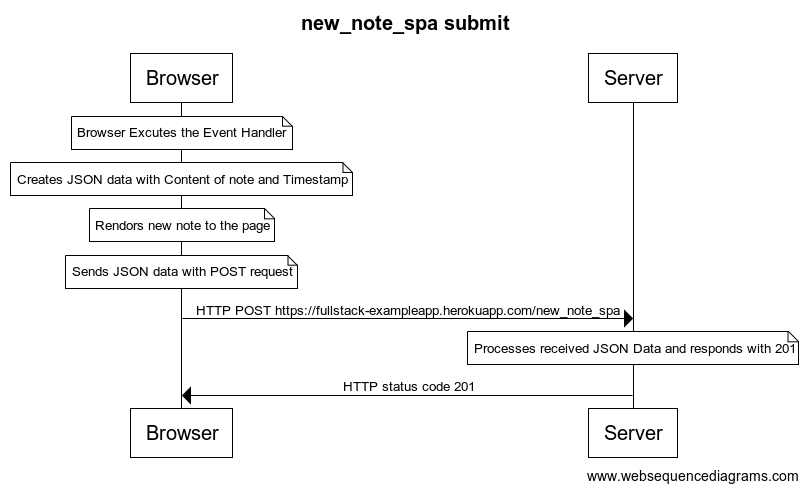 new_note_spa submit
Browser
Server
Browser Excutes the Event Handler
Creates JSON data with Content of note and Timestamp
Rendors new note to the page
Sends JSON data with POST request
HTTP POST https://fullstack-exampleapp.herokuapp.com/new_note_spa
Processes received JSON Data and responds with 201
HTTP status code 201
Browser
Server
www.websequencediagrams.com